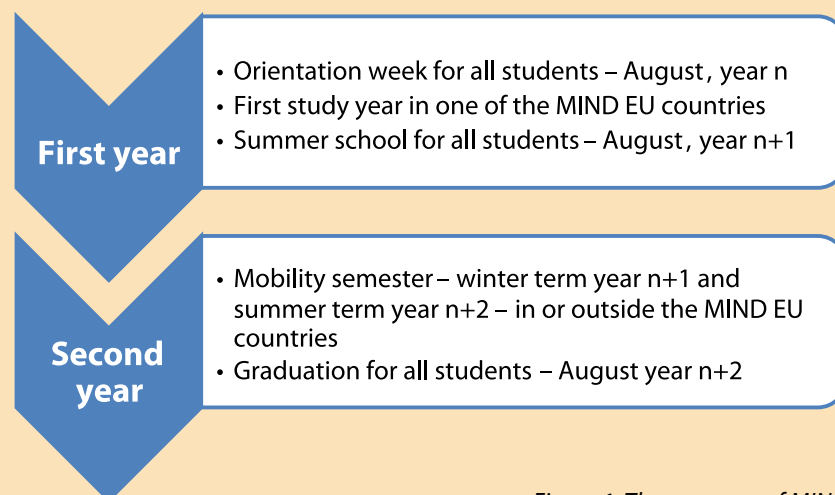 First year
• Orientation week for all students – August, year n
• First study year in one of the MIND EU countries
• Summer school for all students – August, year n+1
Second
year
• Mobility semester – winter term year n+1 and
summer term year n+2 – in or outside the MIND EU
countries
• Graduation for all students – August year n+2